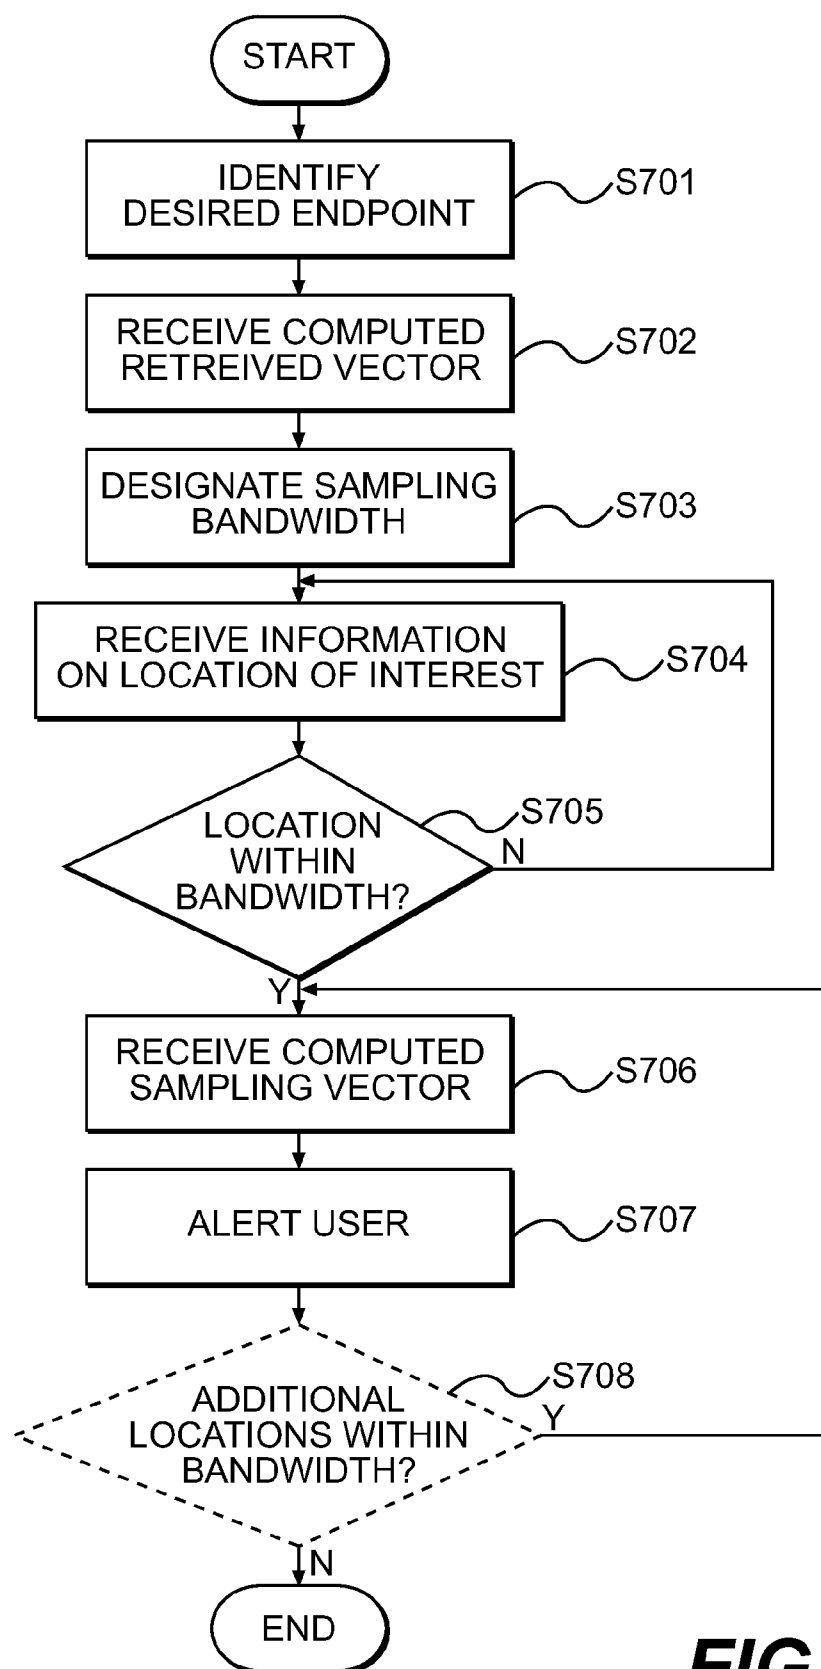 START
IDENTIFY
DESIRED ENDPOINT
S701
RECEIVE COMPUTED
RETREIVED VECTOR
S702
DESIGNATE SAMPLING
BANDWIDTH
S703
RECEIVE INFORMATION
ON LOCATION OF INTEREST
S704
LOCATION
WITHIN
BANDWIDTH?
S705
N
Y
RECEIVE COMPUTED
SAMPLING VECTOR
S706
ALERT USER
S707
ADDITIONAL
LOCATIONS WITHIN
BANDWIDTH?
S708
Y
N
END
FIG